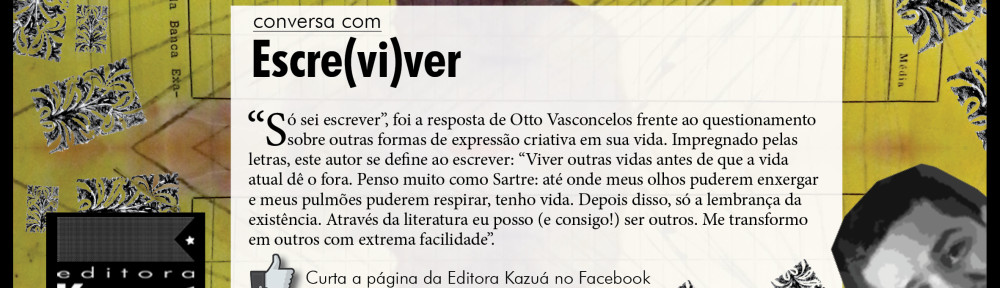 conversa com
Escre(vi)ver
“Só sei escrever”, foi a resposta de Otto Vasconcelos frente ao questionamento
sobre outras formas de expressão criativa em sua vida. Impregnado pelas
letras, este autor se define ao escrever: “Viver outras vidas antes de que a vida
atual dê o fora. Penso muito como Sartre: até onde meus olhos puderem enxergar
e meus pulmões puderem respirar, tenho vida. Depois disso, só a lembrança da
existência. Através da literatura eu posso (e consigo!) ser outros. Me transformo
em outros com extrema facilidade”.
Curta a página da Editora Kazuá no Facebook
editora
a Banca Exa-
Médin